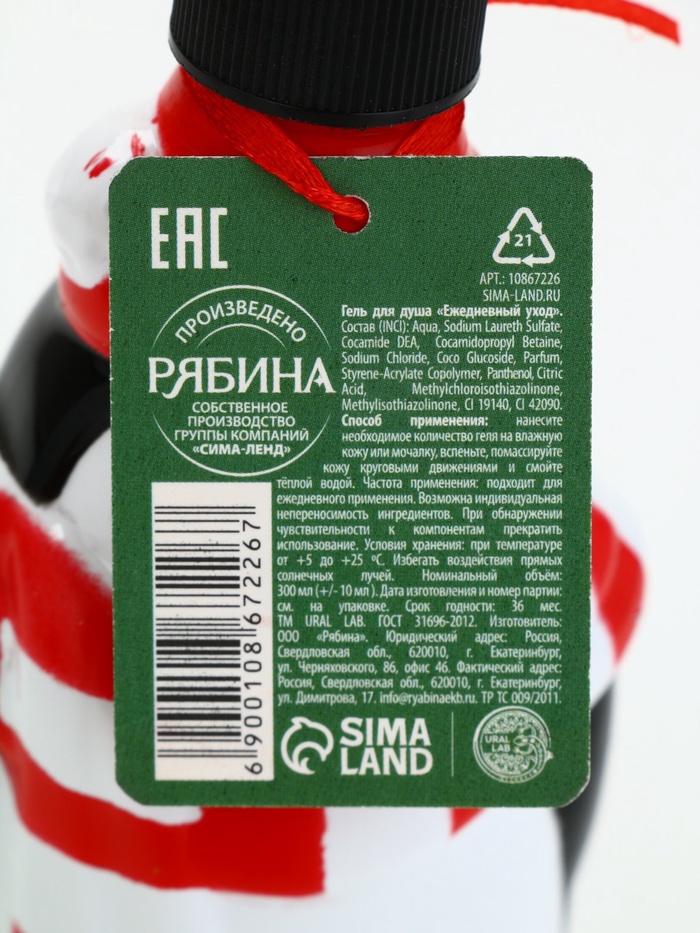 EAC
21
АРТ.: 10867226
SIMA-LAND.RU
ПРОИЗВЕДЕНО
РЯБИНА
СОБСТВЕННОЕ
ПРОИЗВОДСТВО
ГРУППЫ КОМПАНИЙ
«СИМА-ЛЕНД»
Гель для душа «Ежедневный уход».
Состав (INCI): Aqua, Sodium Laureth Sulfate,
Cocamide DEA, Cocamidopropyl Betaine,
Sodium Chloride, Coco Glucoside, Parfum,
Styrene-Acrylate Copolymer, Panthenol, Citric
Acid, Methylchloroisothiazolinone,
Methylisothiazolinone, CI 19140, CI 42090.
Способ применения: нанесите
необходимое количество геля на влажную
кожу или мочалку, вспеньте, помассируйте
кожу круговыми движениями и смойте
тёплой водой. Частота применения: подходит для
ежедневного применения. Возможна индивидуальная
непереносимость ингредиентов. При обнаружении
чувствительности к компонентам прекратить
использование. Условия хранения: при температуре
от +5 до +25 ºС. Избегать воздействия прямых
солнечных лучей. Номинальный объём:
300 мл (+/- 10 мл ). Дата изготовления и номер партии:
см. на упаковке. Срок годности: 36 мес.
ТМ URAL LAB. ГОСТ 31696-2012. Изготовитель:
ООО «Рябина». Юридический адрес: Россия,
Свердловская обл., 620010, г. Екатеринбург,
ул. Черняховского, 86, офис 46. Фактический адрес:
Россия, Свердловская обл., 620010, г. Екатеринбург,
ул. Димитрова, 17. info@ryabinaekb.ru. ТР ТС 009/2011.
6 900108 672267
SIMA
LAND
URAL
LAB